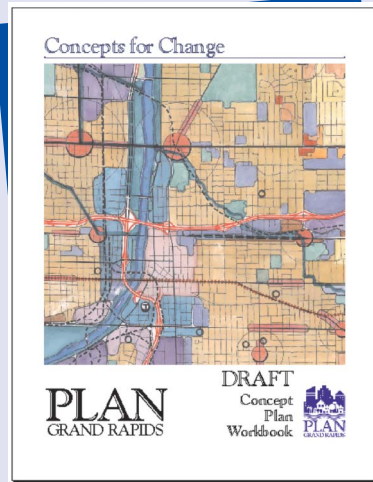 Concepts for Change
PLAN
GRAND RAPIDS
DRAFT
Concept
Plan
Workbook
PLAN
GRAND RAPIDS